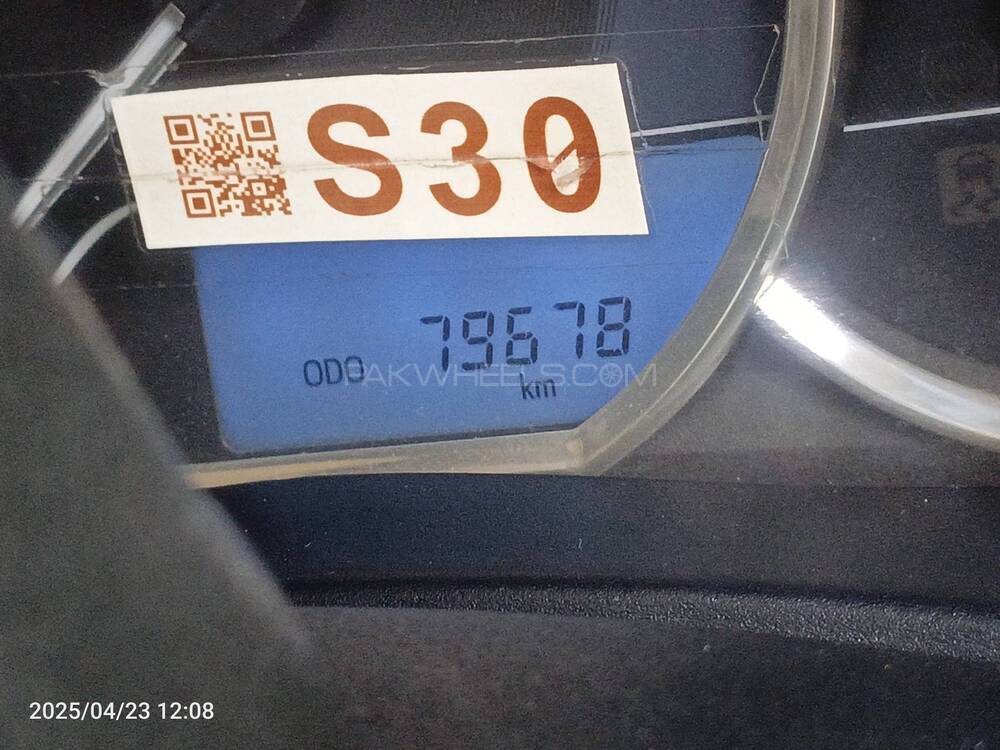 S30
79678
ODO
km
PAKWHEELS.COM
2025/04/23 12:08